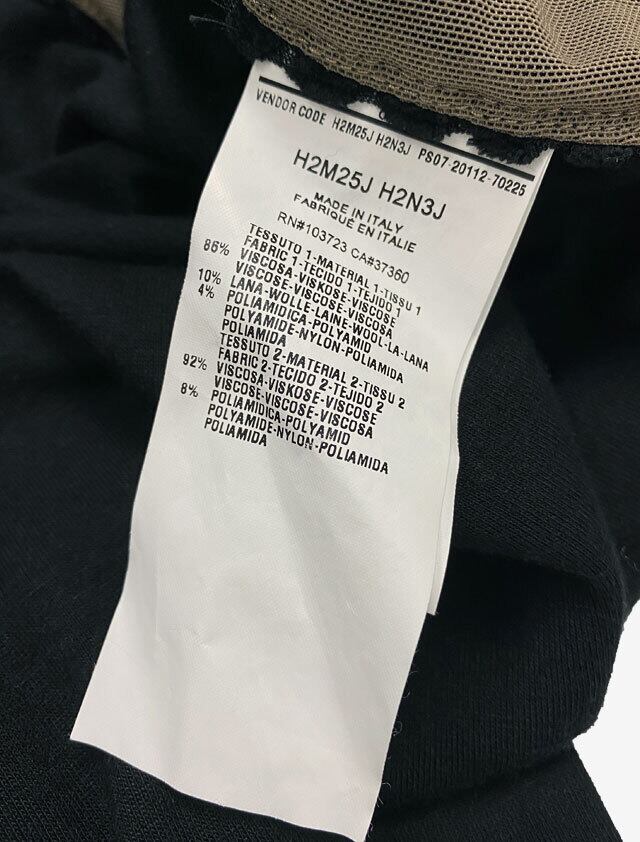 VENDOR CODE H2M25J H2N3J PS07-20112-70225
H2M25J H2N3J
MADE IN ITALY
FABRIQUÉ EN ITALIE
RN#103723 CA#37360
TESSUTO 1-MATERIAL 1-TISSU 1
FABRIC 1-TECIDO 1-TEJIDO 1
86% VISCOSA-VISKOSE-VISCOSE
VISCOSE-VISCOSE-VISCOSA
10% LANA-WOLLE-LAINE-WOOL-LA-LANA
4% POLIAMIDICA-POLYAMID
POLYAMIDE-NYLON-POLIAMIDA
POLIAMIDA
TESSUTO 2-MATERIAL 2-TISSU 2
FABRIC 2-TECIDO 2-TEJIDO 2
92% VISCOSA-VISKOSE-VISCOSE
VISCOSE-VISCOSE-VISCOSA
8% POLIAMIDICA-POLYAMID
POLYAMIDE-NYLON-POLIAMIDA
POLIAMIDA